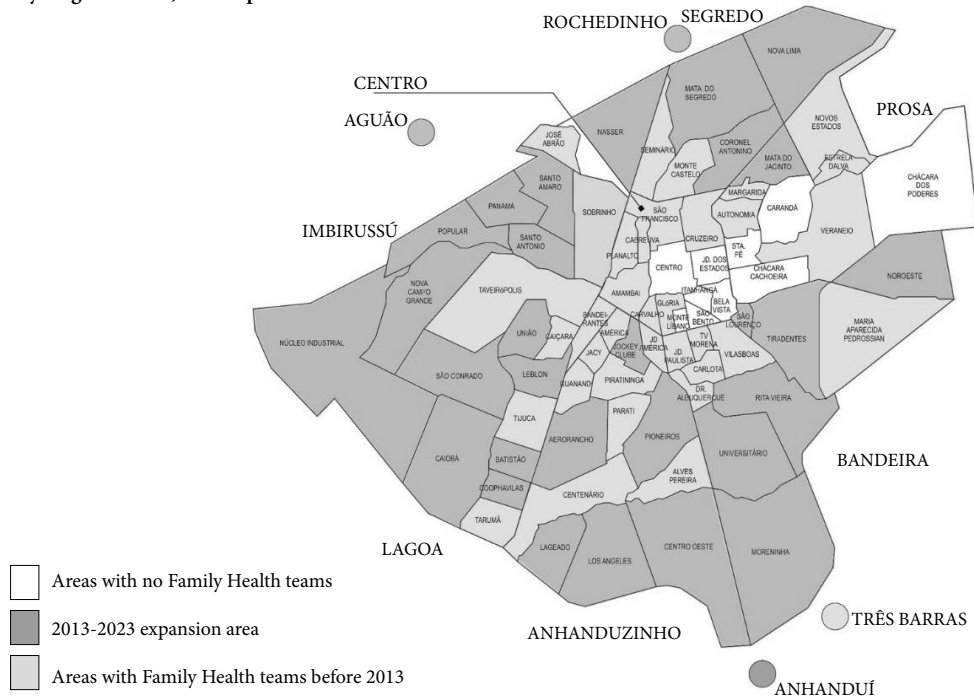 ROCHEDINHO
SEGREDO
CENTRO
PROSA
AGUÃO
IMBIRUSSÚ
NOVA LIMA
MATA DO
SEGREDO
NASSER
SEMINÁRIO
JOSÉ
ABRÃO
NOVOS
ESTADOS
CORONEL
ANTONINO
MATA DO
JACINTO
ESTRELA
DALVA
MONTE
CASTELO
CHÁCARA
DOS
PODERES
SANTO
AMARO
MARGARIDA
CARANDÁ
PANAMÁ
SOBRINHO
SÃO
FRANCISCO
AUTONOMIA
POPULAR
SANTO
ANTONIO
CABREUVA
CRUZEIRO
VERANEIO
STA.
FÉ
PLANALTO
CENTRO
JD. DOS
ESTADOS
CHÁCARA
CACHOEIRA
NOROESTE
NOVA
CAMPO
GRANDE
TAVEIRóPOLIS
AMAMBAI
ITANHANGÁ
GLóRIA
BELA
VISTA
BANDEI-
RANTES
CARVALHO
MONTE
LÍBANO
SÃO
BENTO
SÃO
LOURENÇO
MARIA
APARECIDA
PEDROSSIAN
UNIÃO
CAIÇARA
AMÉRICA
TIRADENTES
NÚCLEO INDUSTRIAL
JACY
JOCKEY
CLUBE
JD
AMÉRICA
TV
MORENA
JD.
PAULISTA
VILASBOAS
SÃO CONRADO
LEBLON
GUANANDI
PIRATININGA
CARLOTA
DR.
ALBUQUERQUE
RITA VIEIRA
TIJUCA
PARATI
AERORANCHO
PIONEIROS
CAIOBÁ
BATISTÃO
UNIVERSITÁRIO
BANDEIRA
COOPHAVILAS
CENTENÁRIO
ALVES
PEREIRA
TARUMÃ
LAGEADO
LOS ANGELES
CENTRO OESTE
MORENINHA
LAGOA
Areas with no Family Health teams
2013-2023 expansion area
Areas with Family Health teams before 2013
ANHANDUZINHO
TRÊS BARRAS
ANHANDUÍ